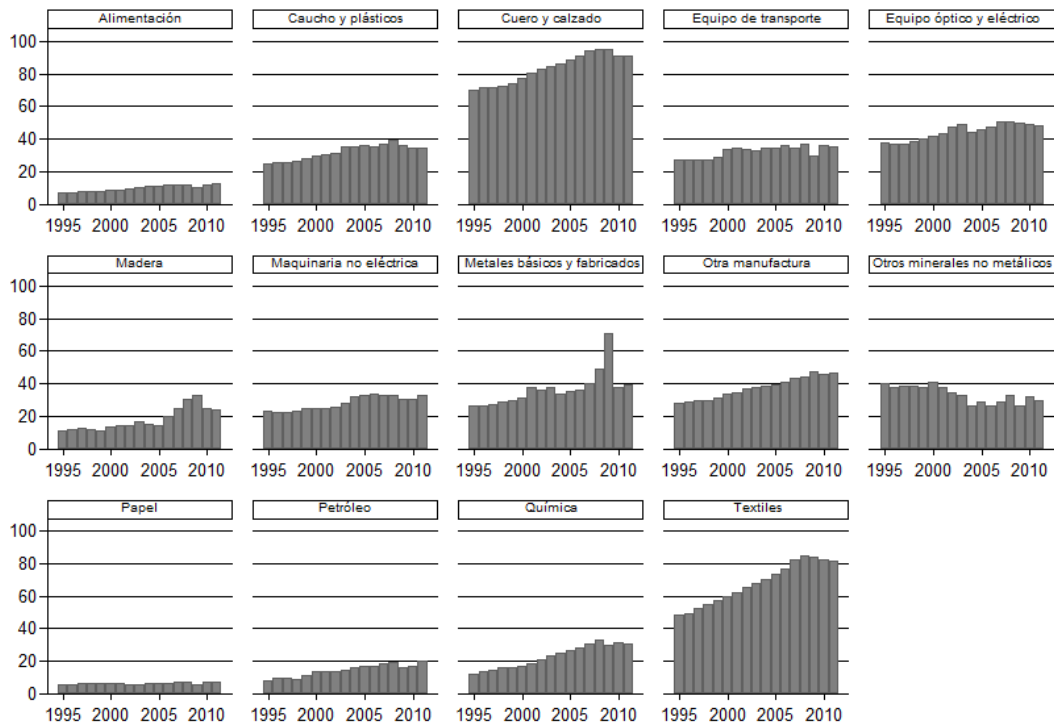 Alimentación
Caucho y plásticos
Cuero y calzado
Equipo de transporte
Equipo óptico y eléctrico
100
80
60
40
20
0
1995 2000 2005 2010
1995 2000 2005 2010
1995 2000 2005 2010
1995 2000 2005 2010
1995 2000 2005 2010
Madera
Maquinaria no eléctrica
Metales básicos y fabricados
Otra manufactura
Otros minerales no metálicos
100
80
60
40
20
0
1995 2000 2005 2010
1995 2000 2005 2010
1995 2000 2005 2010
1995 2000 2005 2010
1995 2000 2005 2010
Papel
Petróleo
Química
Textiles
100
80
60
40
20
0
1995 2000 2005 2010
1995 2000 2005 2010
1995 2000 2005 2010
1995 2000 2005 2010